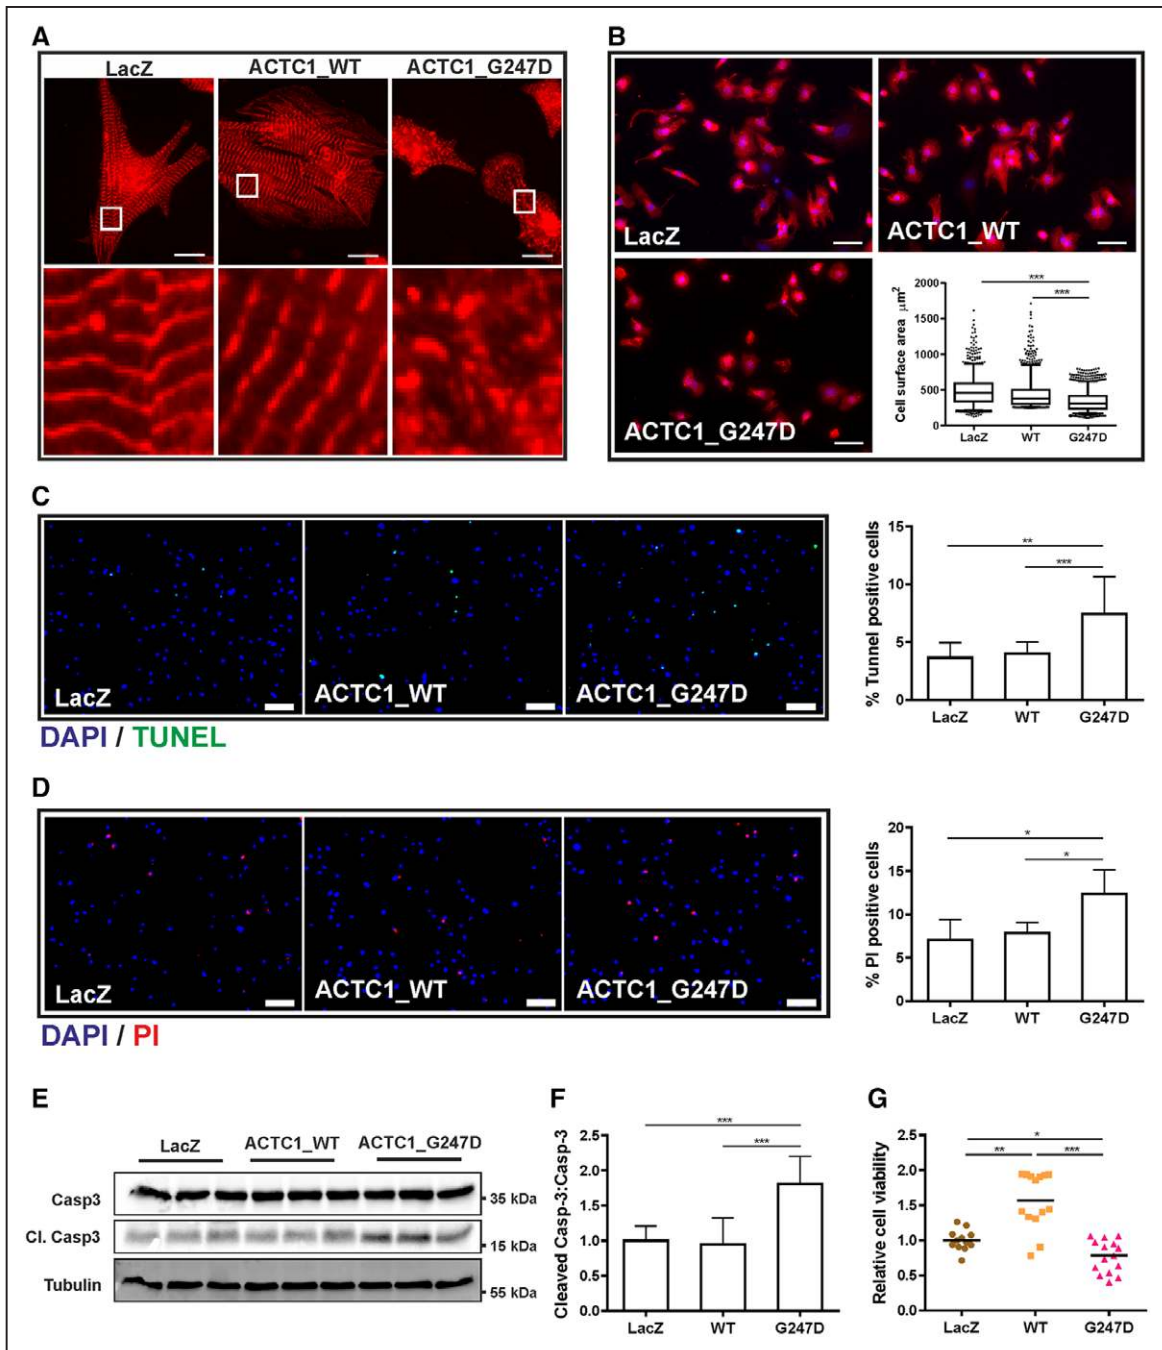 A
LacZ ACTC1_WT ACTC1_G247D
B
LacZ
ACTC1_WT
ACTC1_G247D
Cell surface area μm2
2000
1500
1000
500
0
*** 
***
LacZ WT G247D
C
LacZ
ACTC1_WT
ACTC1_G247D
DAPI / TUNEL
% Tunnel positive cells
15
10
5
0
**
***
LacZ WT G247D
D
LacZ
ACTC1_WT
ACTC1_G247D
DAPI / PI
% PI positive cells
20
15
10
5
0
*
*
LacZ WT G247D
E
LacZ ACTC1_WT ACTC1_G247D
Casp3
35 kDa
Cl. Casp3
15 kDa
Tubulin
55 kDa
F
Cleaved Casp-3:Casp-3
2.5
2.0
1.5
1.0
0.5
0.0
***
***
LacZ WT G247D
G
Relative cell viability
2.5
2.0
1.5
1.0
0.5
0.0
*
** ***
LacZ WT G247D